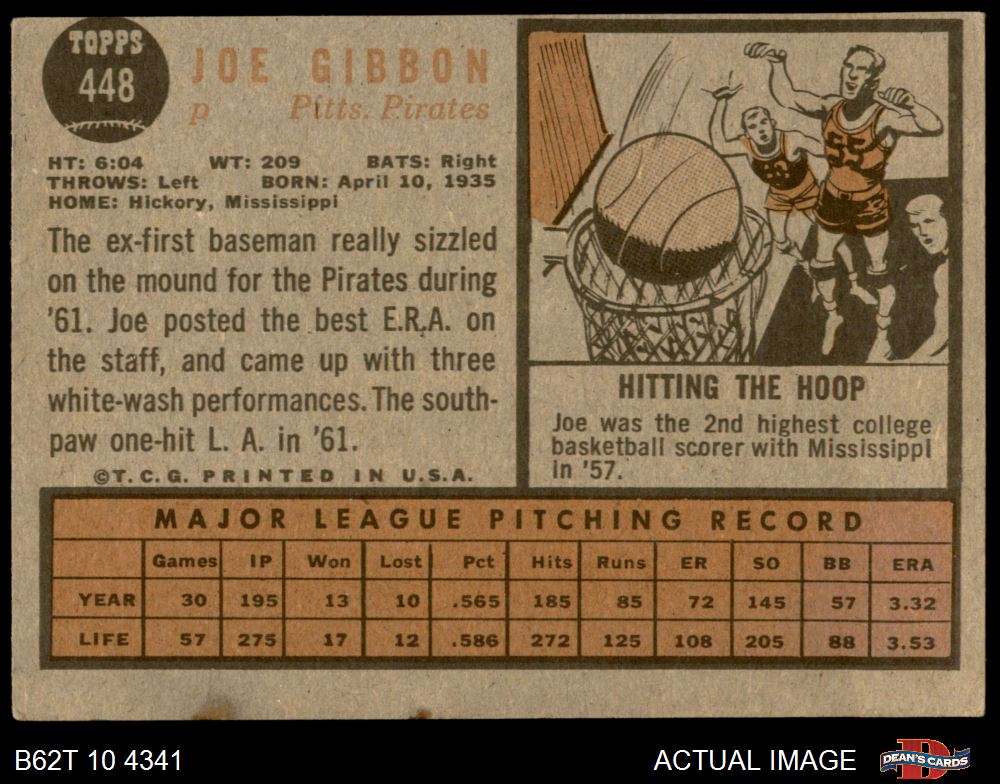 TOPPS
448
JOE GIBBON
p Pitts. Pirates
HT: 6:04 WT: 209 BATS: Right
THROWS: Left BORN: April 10, 1935
HOME: Hickory, Mississippi
The ex-first baseman really sizzled
on the mound for the Pirates during
'61. Joe posted the best E.R.A. on
the staff, and came up with three
white-wash performances. The south-
paw one-hit L. A. in '61.
©T. C. G. PRINTED IN U.S.A.
55
HITTING THE HOOP
Joe was the 2nd highest college
basketball scorer with Mississippi
in '57.
MAJOR LEAGUE PITCHING RECORD
Games IP Won Lost Pct Hits Runs ER SO BB ERA
YEAR 30 195 13 10 .565 185 85 72 145 57 3.32
LIFE 57 275 17 12 .586 272 125 108 205 88 3.53
B62T 10 4341 ACTUAL IMAGE DEAN'S CARDS